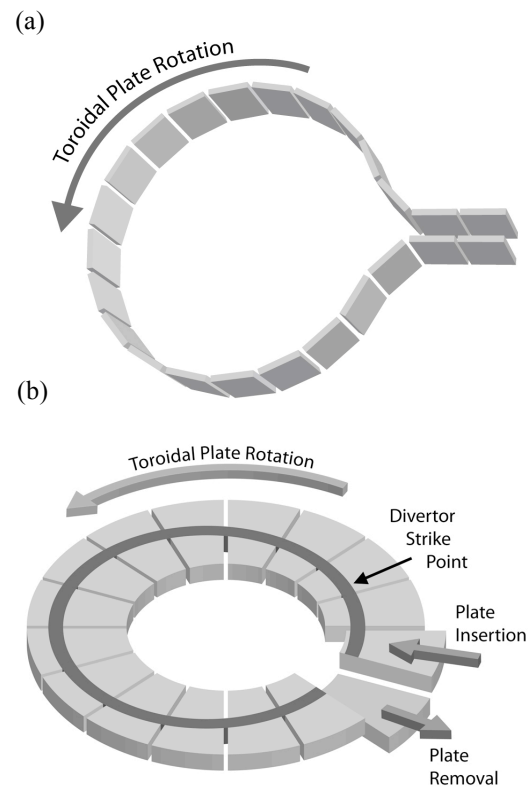 (a)
Toroidal Plate Rotation
(b)
Toroidal Plate Rotation
Divertor
Strike
Point
Plate
Insertion
Plate
Removal